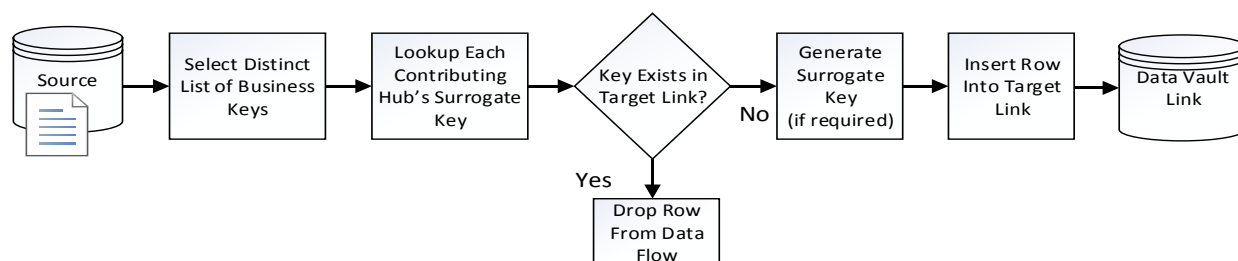 Source
Select Distinct
List of Business
Keys
Lookup Each
Contributing
Hub's Surrogate
Key
Key Exists in
Target Link?
No
Generate
Surrogate
Key
(if required)
Insert Row
Into Target
Link
Data Vault
Link
Yes
Drop Row
From Data
Flow